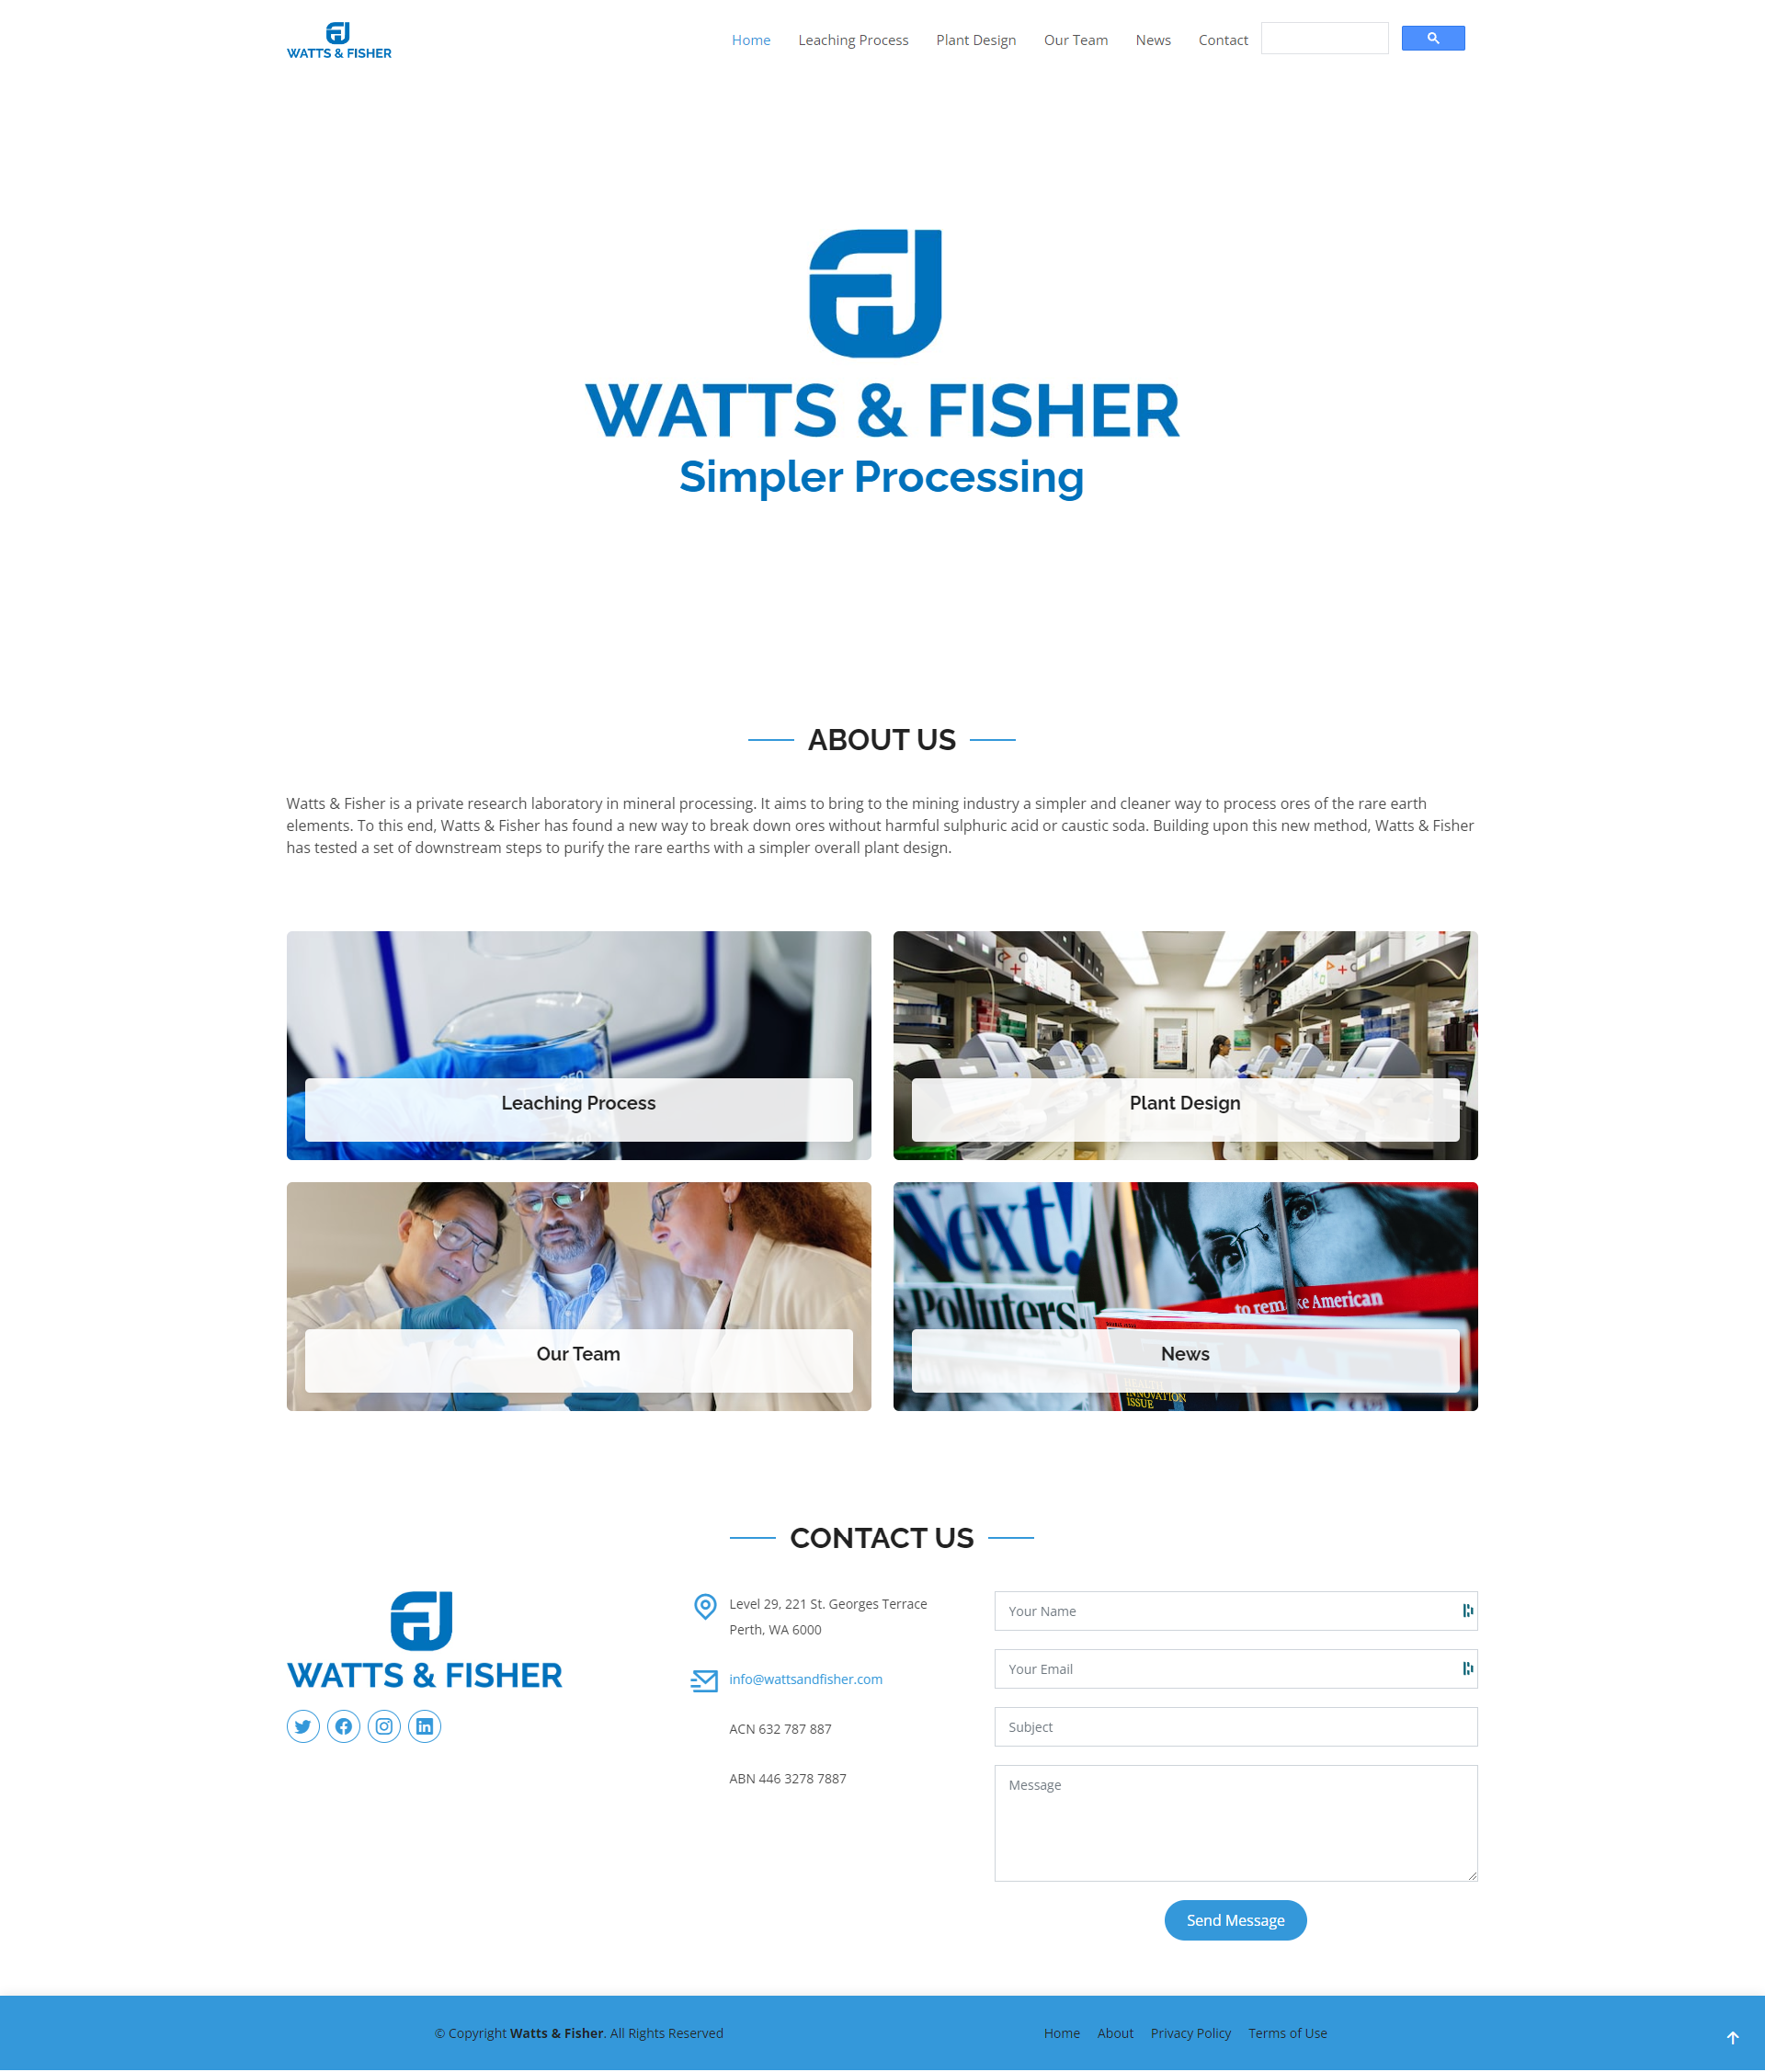 WATTS & FISHER
Home Leaching Process Plant Design Our Team News Contact
WATTS & FISHER
Simpler Processing
ABOUT US
Watts & Fisher is a private research laboratory in mineral processing. It aims to bring to the mining industry a simpler and cleaner way to process ores of the rare earth
elements. To this end, Watts & Fisher has found a new way to break down ores without harmful sulphuric acid or caustic soda. Building upon this new method, Watts & Fisher
has tested a set of downstream steps to purify the rare earths with a simpler overall plant design.
Leaching Process
Plant Design
Our Team
Next!
Polluters:
to remake American
News
INNOVATION
ISSUE
CONTACT US
WATTS & FISHER
Level 29, 221 St. Georges Terrace
Perth, WA 6000
info@wattsandfisher.com
ACN 632 787 887
ABN 446 3278 7887
Your Name
Your Email
Subject
Message
Send Message
© Copyright Watts & Fisher. All Rights Reserved
Home About Privacy Policy Terms of Use